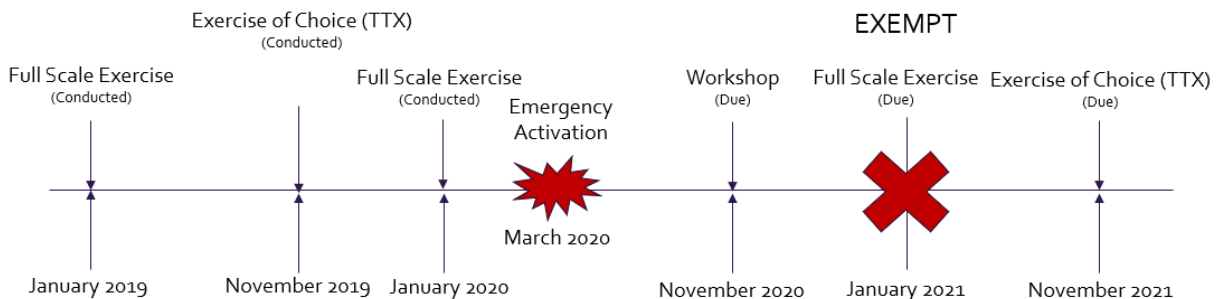 Exercise of Choice (TTX)
(Conducted)
EXEMPT
Full Scale Exercise
(Conducted)
Full Scale Exercise
(Conducted)
Emergency
Activation
Workshop
(Due)
Full Scale Exercise
(Due)
Exercise of Choice (TTX)
(Due)
March 2020
January 2019
November 2019
January 2020
November 2020
January 2021
November 2021